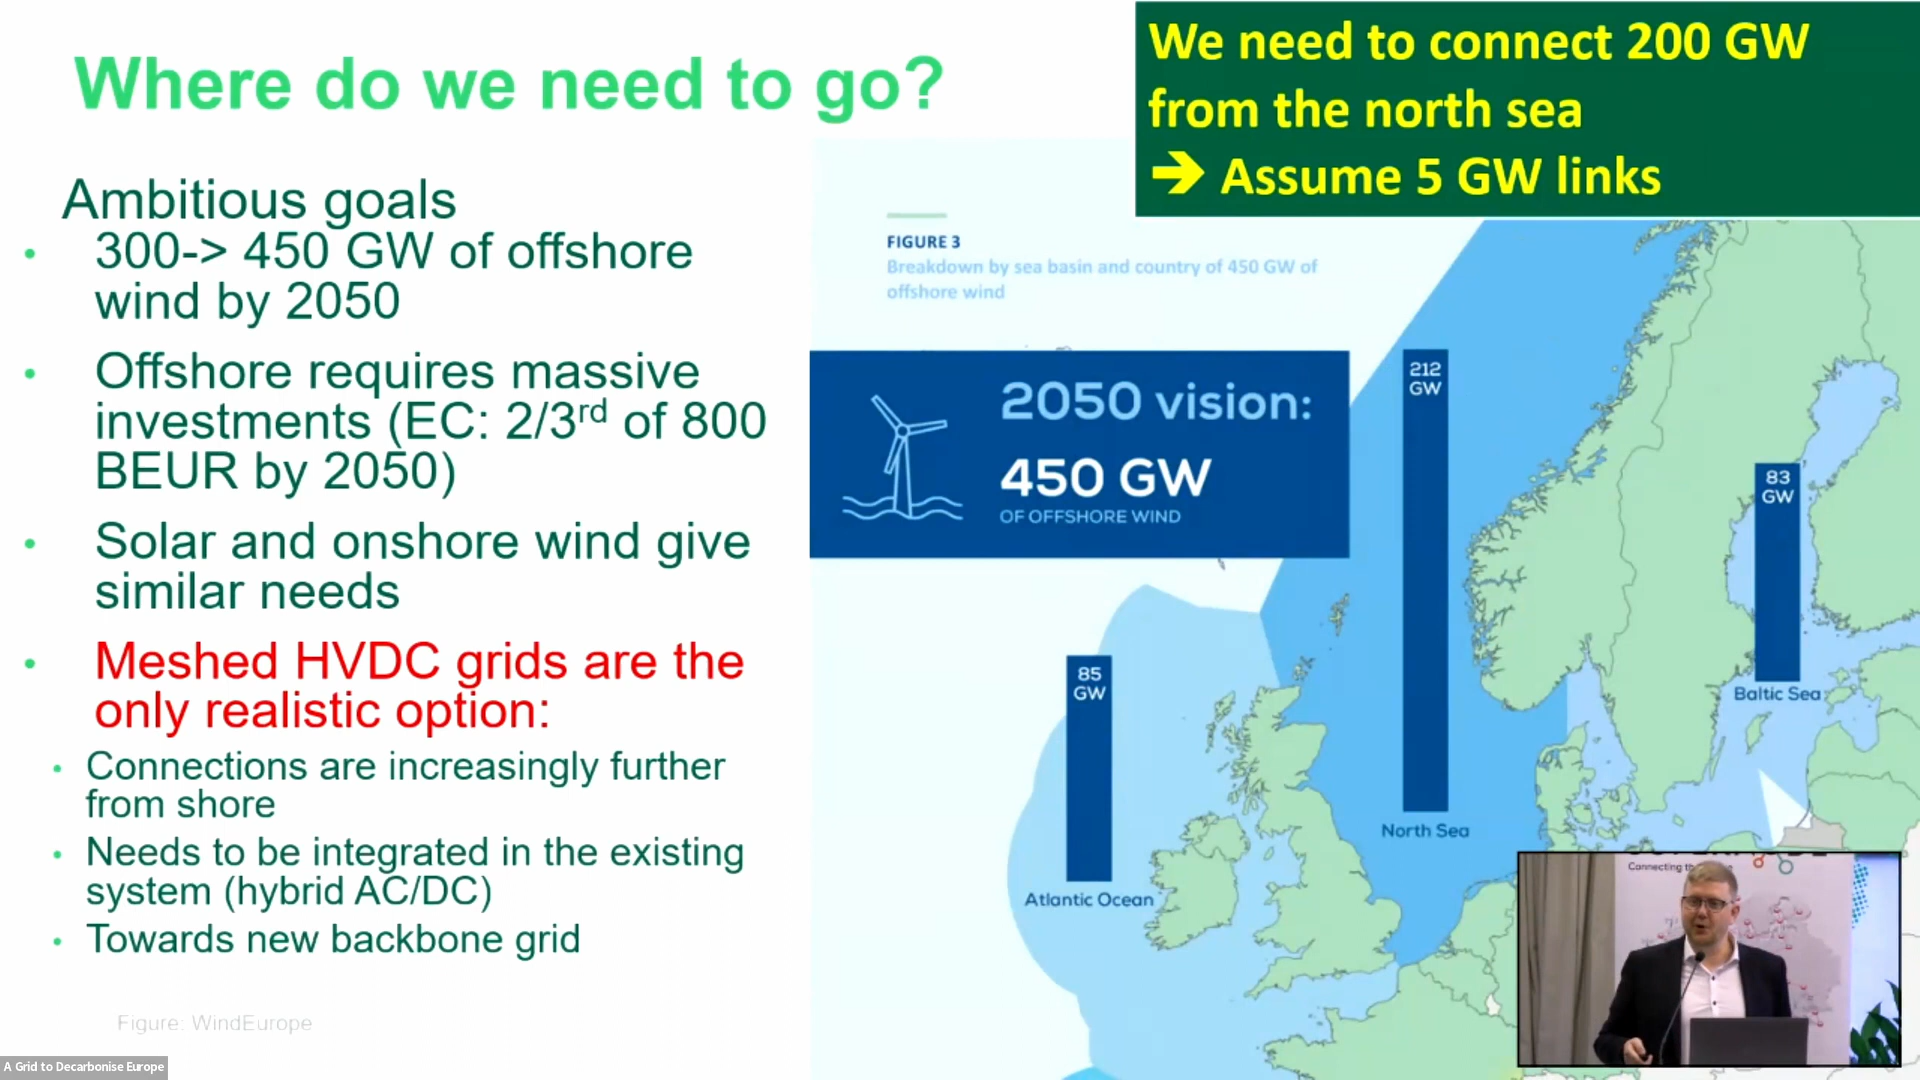 Where do we need to go?
We need to connect 200 GW
from the north sea
➔ Assume 5 GW links
Ambitious goals
• 300-> 450 GW of offshore
wind by 2050
• Offshore requires massive
investments (EC: 2/3rd of 800
BEUR by 2050)
• Solar and onshore wind give
similar needs
• Meshed HVDC grids are the
only realistic option:
• Connections are increasingly further
from shore
• Needs to be integrated in the existing
system (hybrid AC/DC)
• Towards new backbone grid
Figure: WindEurope
FIGURE 3
Breakdown by sea basin and country of 450 GW of
offshore wind
2050 vision:
450 GW
OF OFFSHORE WIND
212
GW
North Sea
83
GW
Baltic Sea
85
GW
Atlantic Ocean
Connecting
A Grid to Decarbonise Europe